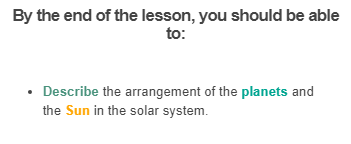 By the end of the lesson, you should be able
to:
• Describe the arrangement of the planets and
the Sun in the solar system.